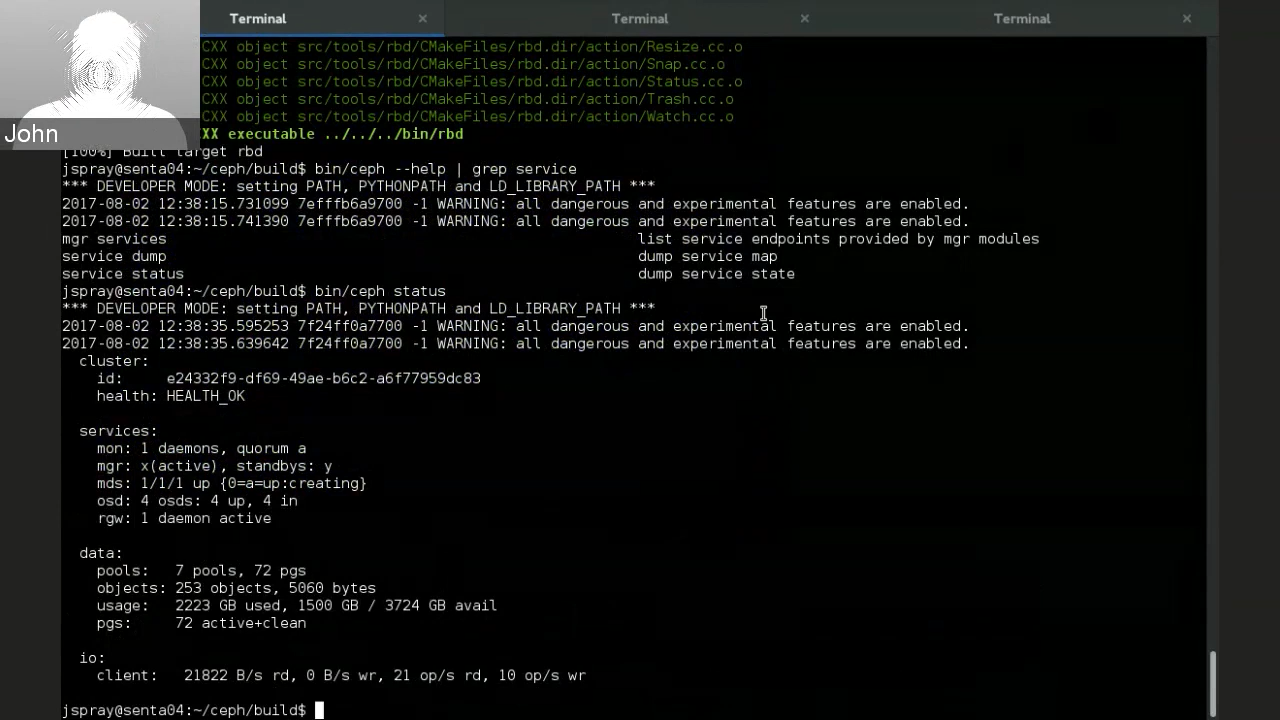 Terminal × Terminal × Terminal ×
CXX object src/tools/rbd/CMakeFiles/rbd.dir/action/Resize.cc.o
CXX object src/tools/rbd/CMakeFiles/rbd.dir/action/Snap.cc.o
CXX object src/tools/rbd/CMakeFiles/rbd.dir/action/Status.cc.o
CXX object src/tools/rbd/CMakeFiles/rbd.dir/action/Trash.cc.o
CXX object src/tools/rbd/CMakeFiles/rbd.dir/action/Watch.cc.o
John
XX executable ../../../bin/rbd
[100%] Built target rbd
jspray@senta04:~/ceph/build$ bin/ceph --help | grep service
*** DEVELOPER MODE: setting PATH, PYTHONPATH and LD_LIBRARY_PATH ***
2017-08-02 12:38:15.731099 7efffb6a9700 -1 WARNING: all dangerous and experimental features are enabled.
2017-08-02 12:38:15.741390 7efffb6a9700 -1 WARNING: all dangerous and experimental features are enabled.
mgr services list service endpoints provided by mgr modules
service dump dump service map
service status dump service state
jspray@senta04:~/ceph/build$ bin/ceph status
*** DEVELOPER MODE: setting PATH, PYTHONPATH and LD_LIBRARY_PATH ***
2017-08-02 12:38:35.595253 7f24ff0a7700 -1 WARNING: all dangerous and experimental features are enabled.
2017-08-02 12:38:35.639642 7f24ff0a7700 -1 WARNING: all dangerous and experimental features are enabled.
cluster:
id: e24332f9-df69-49ae-b6c2-a6f77959dc83
health: HEALTH_OK
services:
mon: 1 daemons, quorum a
mgr: x(active), standbys: y
mds: 1/1/1 up {0=a=up:creating}
osd: 4 osds: 4 up, 4 in
rgw: 1 daemon active
data:
pools: 7 pools, 72 pgs
objects: 253 objects, 5060 bytes
usage: 2223 GB used, 1500 GB / 3724 GB avail
pgs: 72 active+clean
io:
client: 21822 B/s rd, 0 B/s wr, 21 op/s rd, 10 op/s wr
jspray@senta04:~/ceph/build$